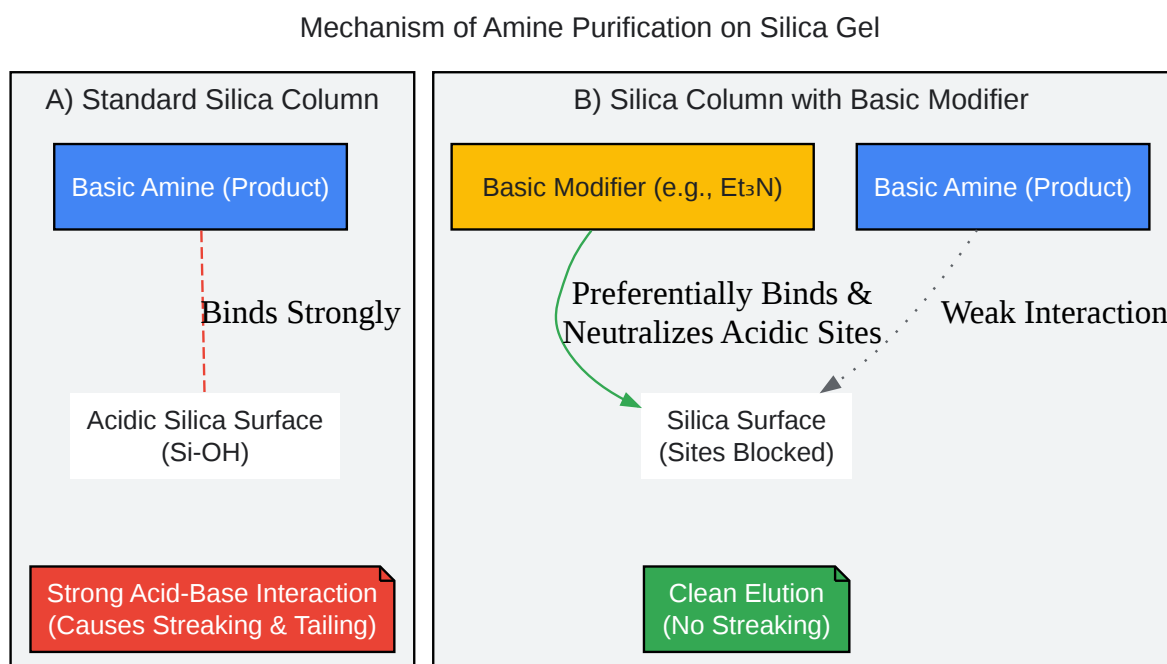 Mechanism of Amine Purification on Silica Gel
A) Standard Silica Column
Basic Amine (Product)
Binds Strongly
Acidic Silica Surface
(Si-OH)
Strong Acid-Base Interaction
(Causes Streaking & Tailing)
B) Silica Column with Basic Modifier
Basic Modifier (e.g., Et₃N)
Basic Amine (Product)
Preferentially Binds &
Neutralizes Acidic Sites
Weak Interaction
Silica Surface
(Sites Blocked)
Clean Elution
(No Streaking)